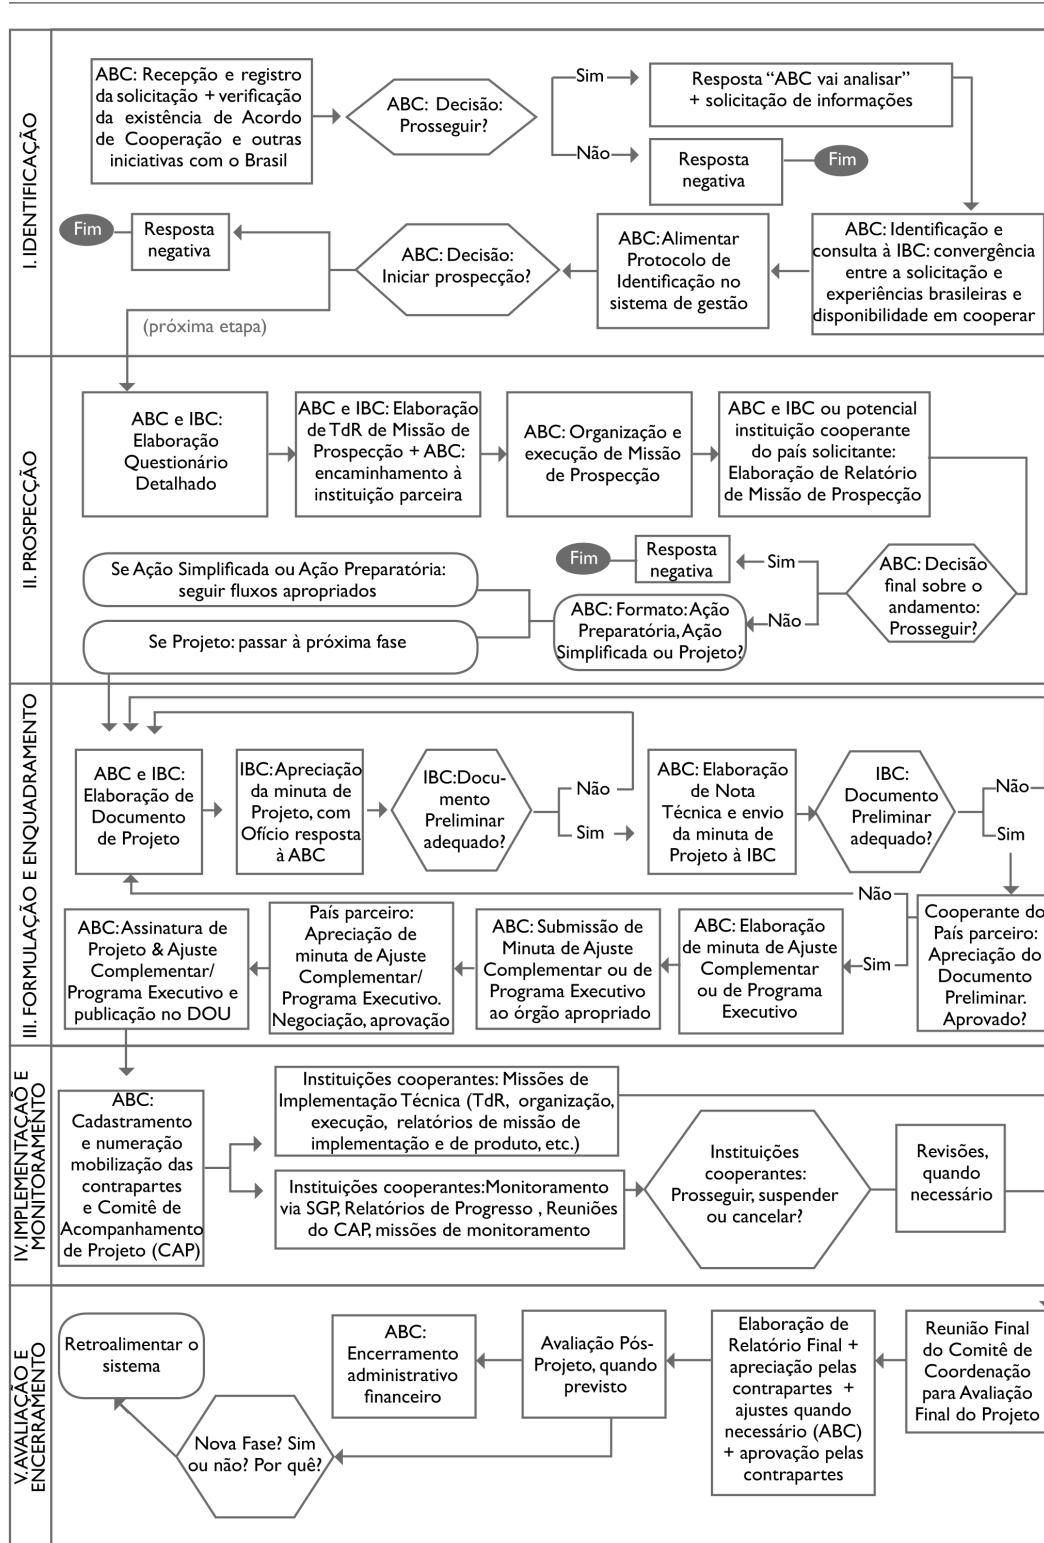 I. IDENTIFICAÇÃO
ABC: Recepção e registro
da solicitação + verificação
da existência de Acordo
de Cooperação e outras
iniciativas com o Brasil
ABC: Decisão:
Prosseguir?
Sim
Não
Resposta “ABC vai analisar”
+ solicitação de informações
Resposta
negativa
Fim
ABC: Identificação e
consulta à IBC: convergência
entre a solicitação e
experiências brasileiras e
disponibilidade em cooperar
ABC: Alimentar
Protocolo de
Identificação no
sistema de gestão
ABC: Decisão:
Iniciar prospecção?
Resposta
negativa
Fim
(próxima etapa)
II. PROSPECÇÃO
ABC e IBC:
Elaboração
Questionário
Detalhado
ABC e IBC: Elaboração
de TdR de Missão de
Prospecção + ABC:
encaminhamento à
instituição parceira
ABC: Organização e
execução de Missão
de Prospecção
ABC e IBC ou potencial
instituição cooperante
do país solicitante:
Elaboração de Relatório
de Missão de Prospecção
ABC: Decisão
final sobre o
andamento:
Prosseguir?
Sim
Não
Resposta
negativa
Fim
ABC: Formato: Ação
Preparatória, Ação
Simplificada ou Projeto?
Se Ação Simplificada ou Ação Preparatória:
seguir fluxos apropriados
Se Projeto: passar à próxima fase
III. FORMULAÇÃO E ENQUADRAMENTO
ABC e IBC:
Elaboração de
Documento
de Projeto
IBC: Apreciação
da minuta de
Projeto, com
Ofício resposta
à ABC
IBC: Docu-
mento
Preliminar
adequado?
Não
Sim
ABC: Elaboração
de Nota
Técnica e envio
da minuta de
Projeto à IBC
IBC:
Documento
Preliminar
adequado?
Não
Sim
Cooperante do
País parceiro:
Apreciação do
Documento
Preliminar.
Aprovado?
Não
Sim
ABC: Elaboração
de minuta de Ajuste
Complementar
ou de Programa
Executivo
ABC: Submissão de
Minuta de Ajuste
Complementar ou de
Programa Executivo
ao órgão apropriado
País parceiro:
Apreciação de
minuta de Ajuste
Complementar/
Programa Executivo.
Negociação, aprovação
ABC: Assinatura de
Projeto & Ajuste
Complementar/
Programa Executivo e
publicação no DOU
IV. IMPLEMENTAÇÃO E
MONITORAMENTO
ABC:
Cadastramento
e numeração
mobilização das
contrapartes
e Comitê de
Acompanhamento
de Projeto (CAP)
Instituições cooperantes: Missões de
Implementação Técnica (TdR, organização,
execução, relatórios de missão de
implementação e de produto, etc.)
Instituições cooperantes: Monitoramento
via SGP, Relatórios de Progresso , Reuniões
do CAP, missões de monitoramento
Instituições
cooperantes:
Prosseguir, suspender
ou cancelar?
Revisões,
quando
necessário
V. AVALIAÇÃO E
ENCERRAMENTO
Reunião Final
do Comitê de
Coordenação
para Avaliação
Final do Projeto
Elaboração de
Relatório Final +
apreciação pelas
contrapartes +
ajustes quando
necessário (ABC)
+ aprovação pelas
contrapartes
Avaliação Pós-
Projeto, quando
previsto
ABC:
Encerramento
administrativo
financeiro
Nova Fase? Sim
ou não? Por quê?
Retroalimentar o
sistema